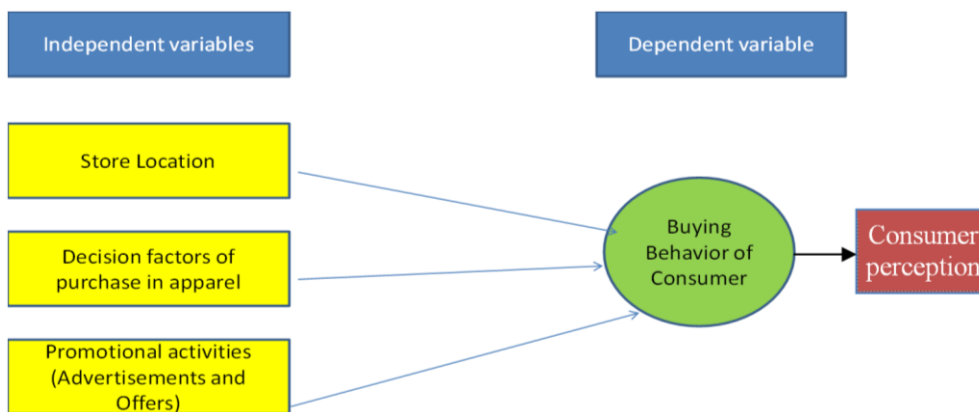 Independent variables
Dependent variable
Store Location
Decision factors of
purchase in apparel
Promotional activities
(Advertisements and
Offers)
Buying
Behavior of
Consumer
Consumer
perception